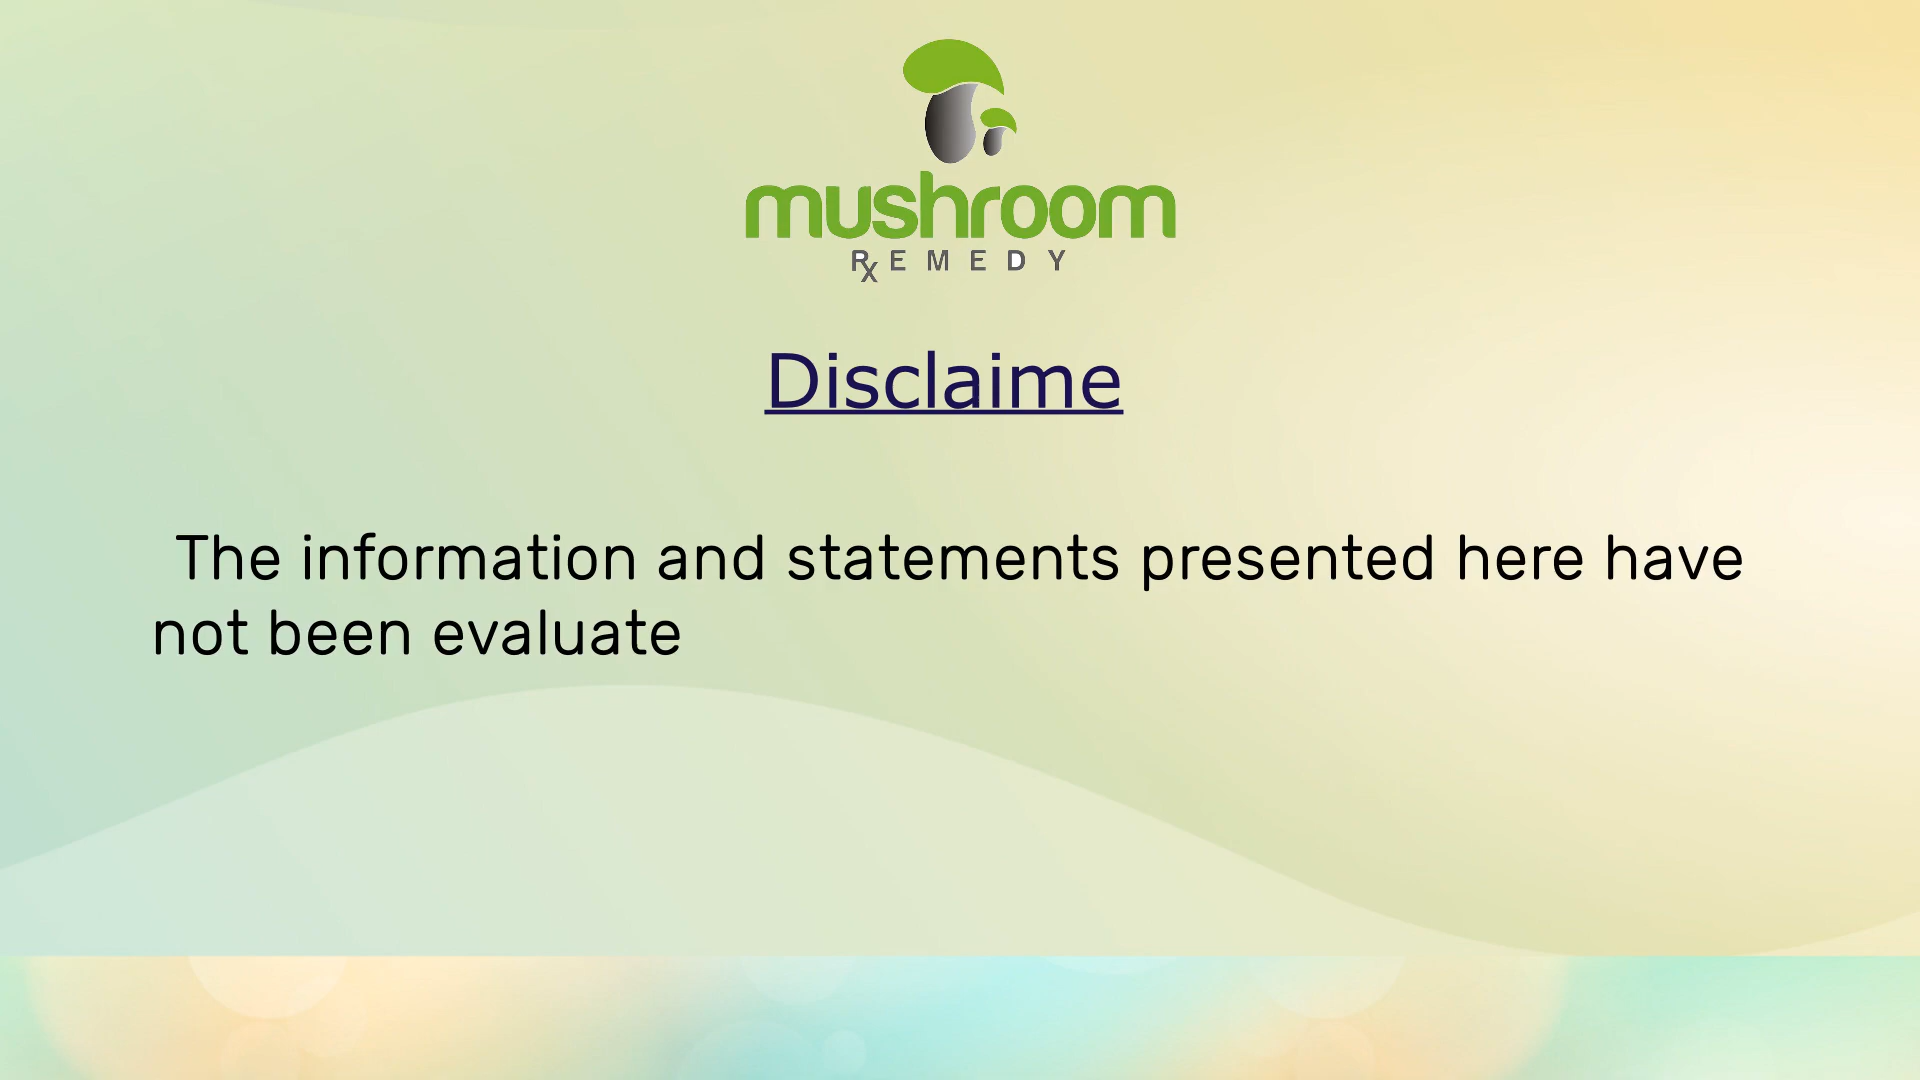 mushroom
RxEMEDY
Disclaime
The information and statements presented here have
not been evaluate